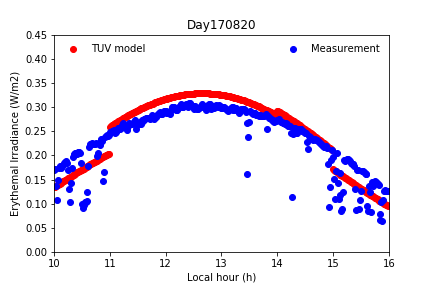 Day170820
TUV model
Measurement
Erythemal Irradiance (W/m2)
0.45
0.40
0.35
0.30
0.25
0.20
0.15
0.10
0.05
0.00
10 11 12 13 14 15 16
Local hour (h)